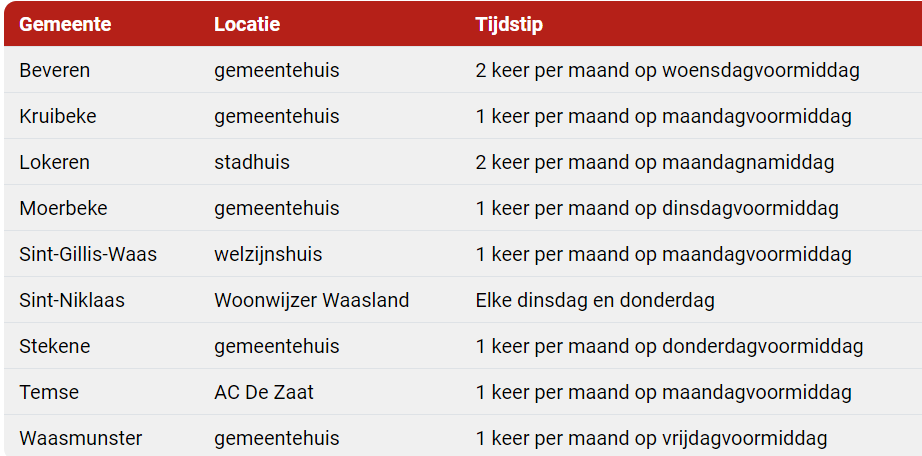 Gemeente Locatie Tijdstip
Beveren gemeentehuis 2 keer per maand op woensdagvoormiddag
Kruibeke gemeentehuis 1 keer per maand op maandagvoormiddag
Lokeren stadhuis 2 keer per maand op maandagnamiddag
Moerbeke gemeentehuis 1 keer per maand op dinsdagvoormiddag
Sint-Gillis-Waas welzijnshuis 1 keer per maand op maandagvoormiddag
Sint-Niklaas Woonwijzer Waasland Elke dinsdag en donderdag
Stekene gemeentehuis 1 keer per maand op donderdagvoormiddag
Temse AC De Zaat 1 keer per maand op maandagvoormiddag
Waasmunster gemeentehuis 1 keer per maand op vrijdagvoormiddag